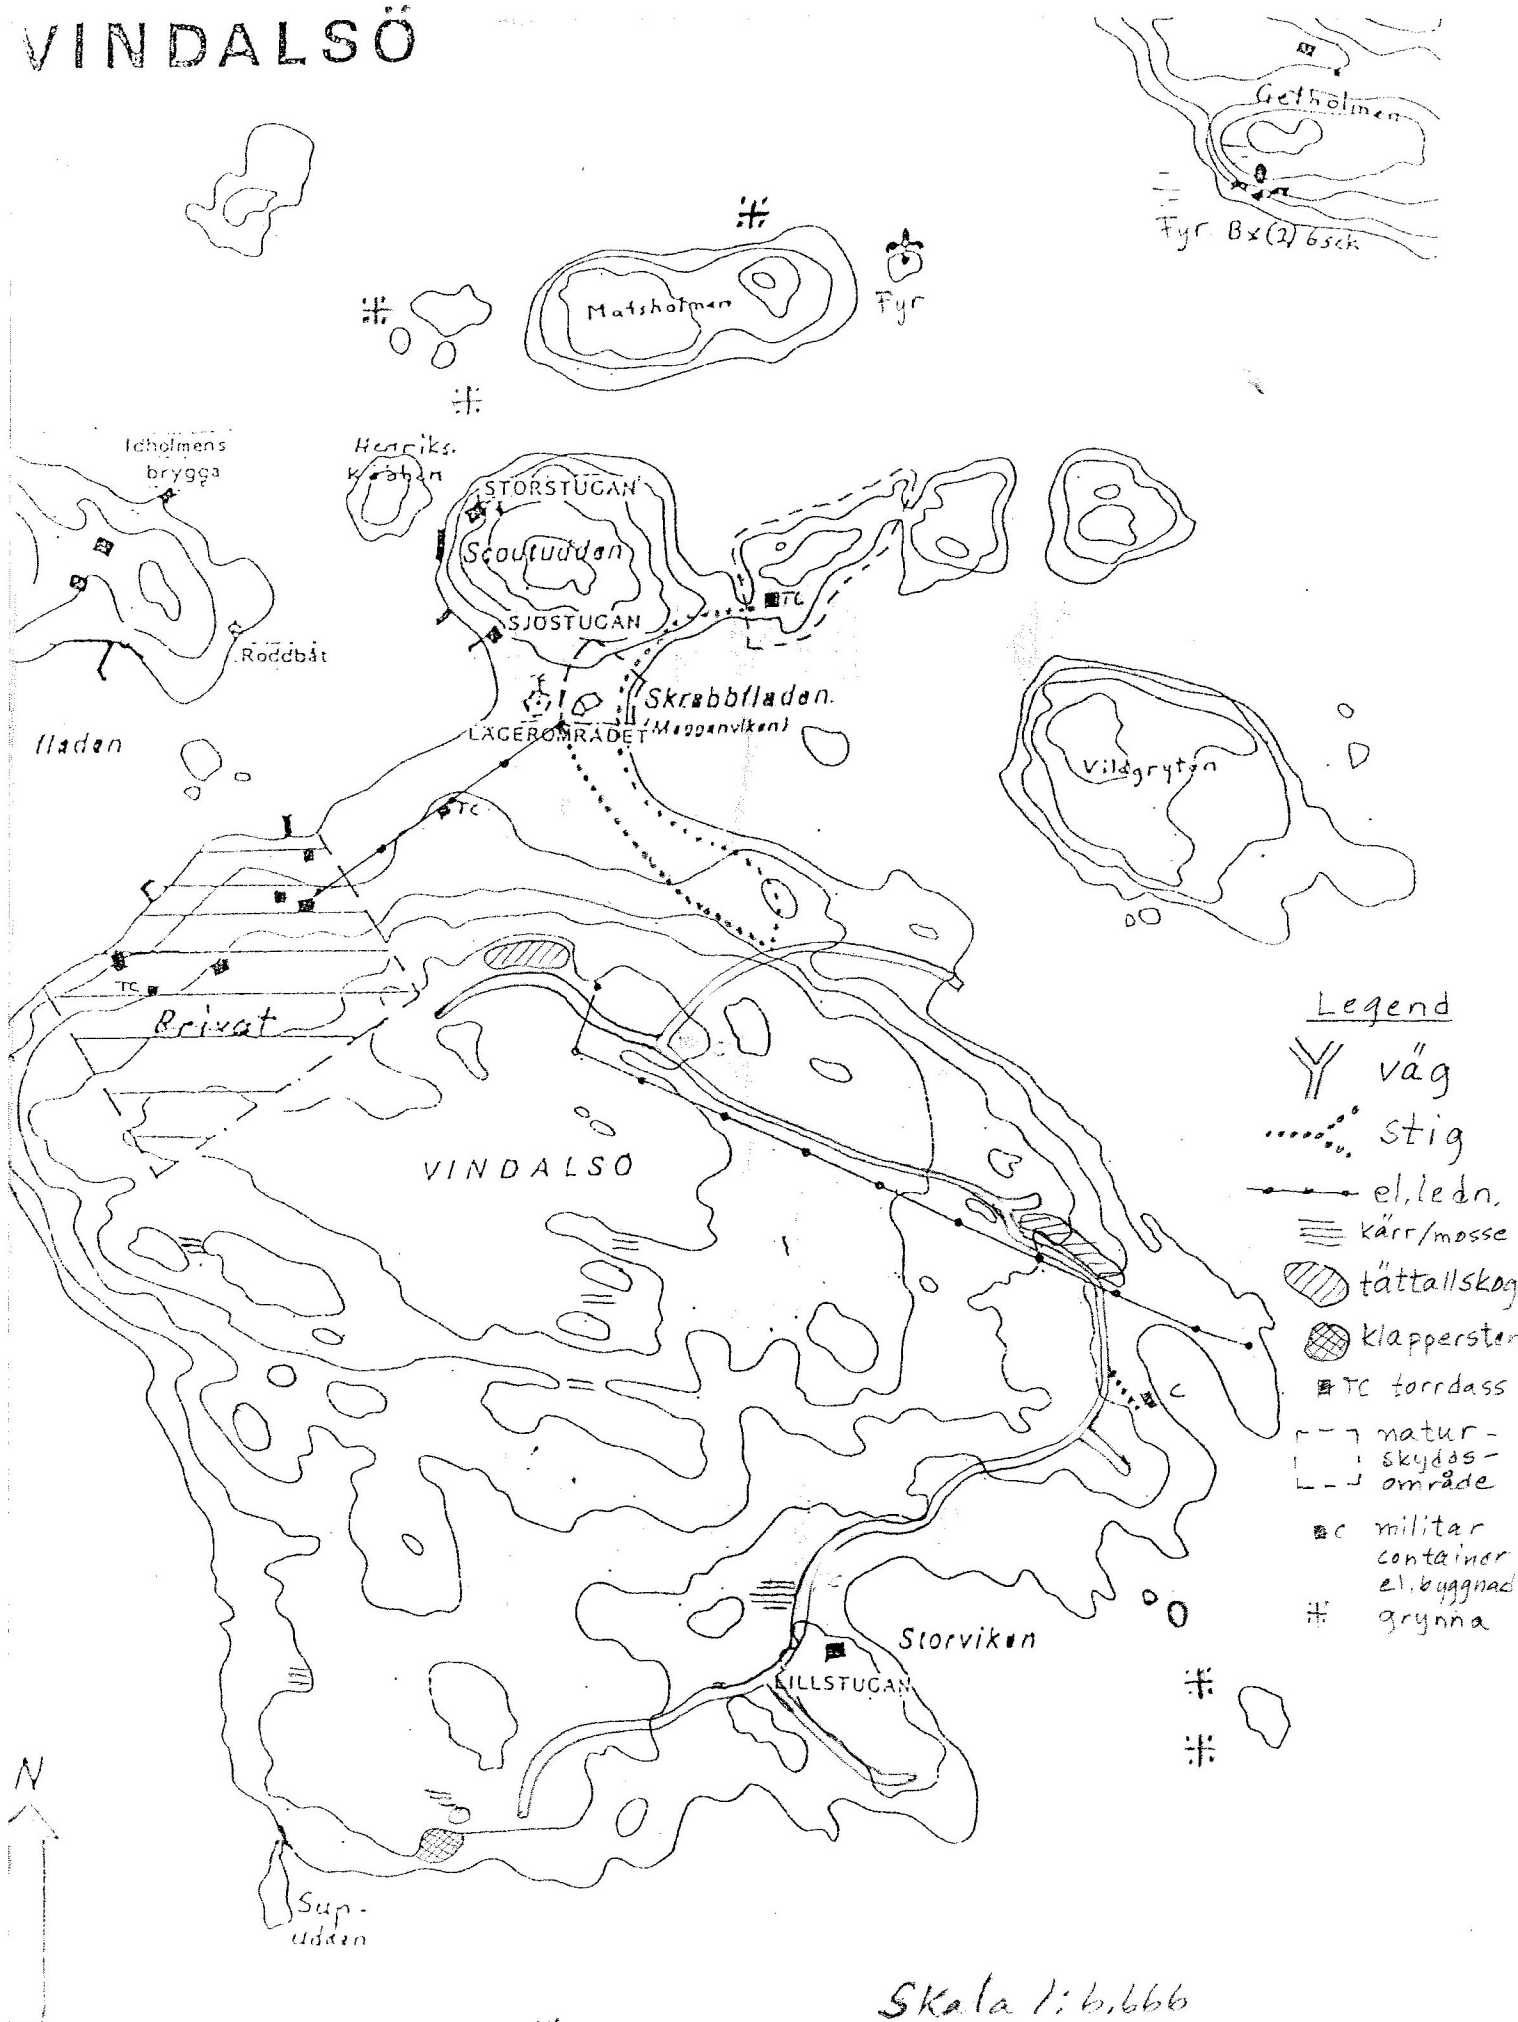 VINDALSÖ
Getholmen
Fyr. Bx(2) 6sek
Matsholmen
Fyr
Idholmens
brygga
Henriks.
STORSTUGAN
Scoutudden
TC
SJÖSTUGAN
Roddbåt
Skrabbfladen.
LÄGEROMRÅDET
fladen
Vildgrytan
TC
TC
Privat
VINDALSÖ
C
Storviken
LILLSTUGAN
Sup-
udden
N
Legend
väg
stig
el.ledn.
kärr/mosse
tättallskog
klapperster
TC torrdass
natur-
skydds-
område
C militär
container
el.byggnad
grynna
Skala 1:6.666